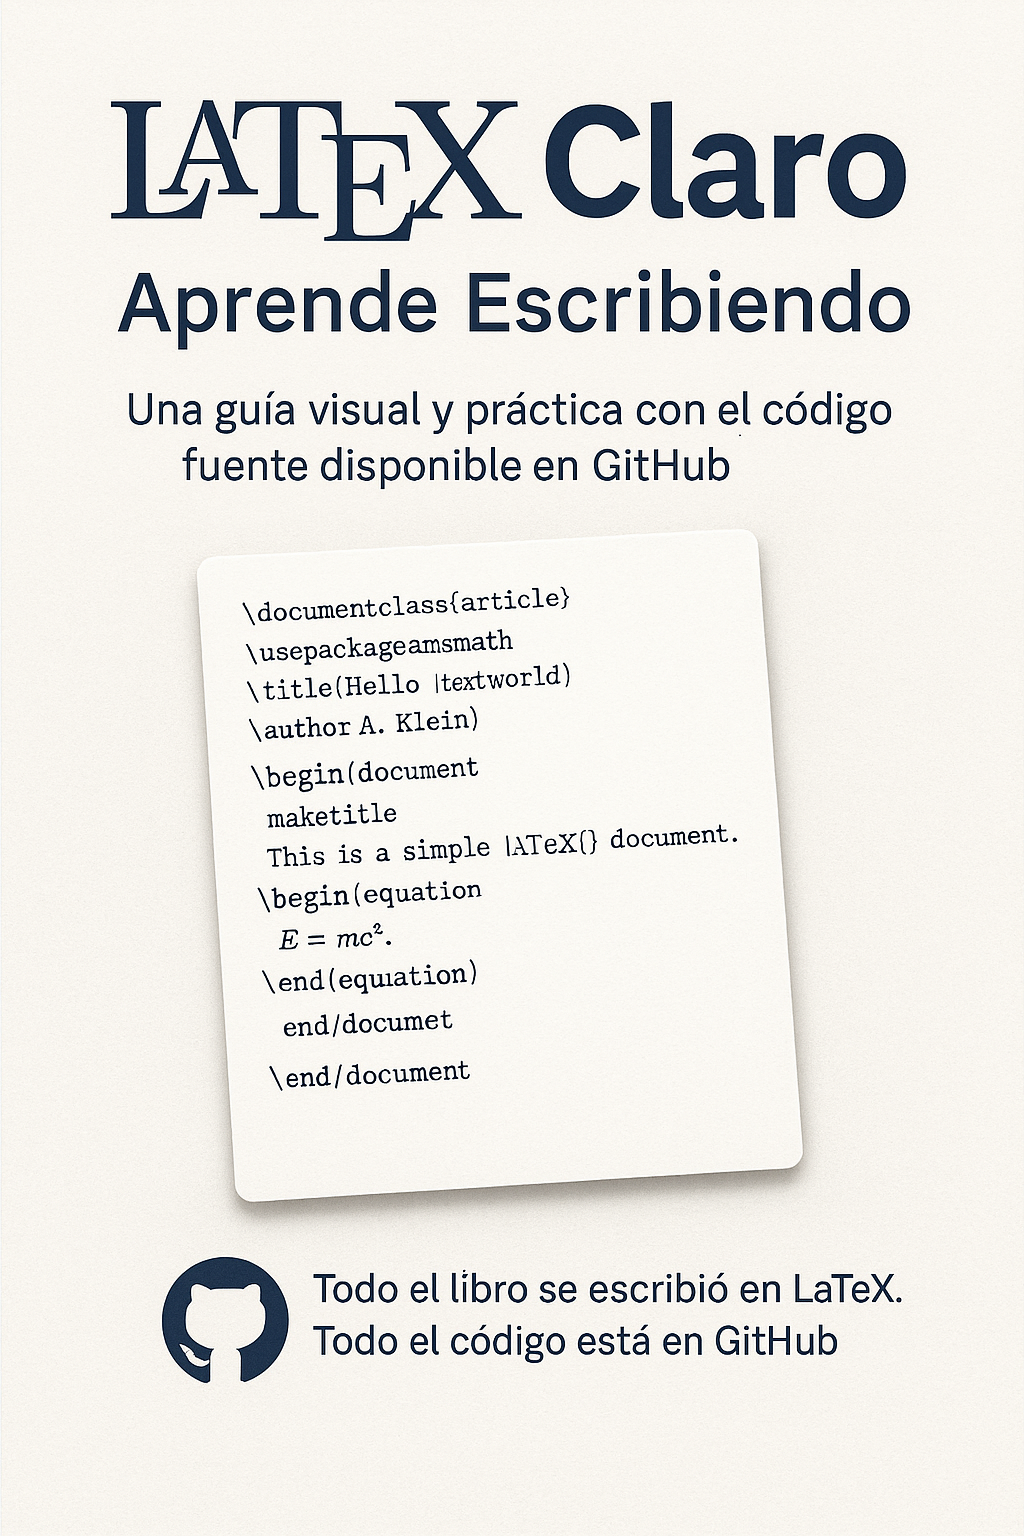 LATEX Claro
Aprende Escribiendo
Una guía visual y práctica con el código
fuente disponible en GitHub
\documentclass{article}
\usepackageamsmath
\title(Hello |textworld)
\author A. Klein)
\begin(document
maketitle
This is a simple |ATeX{} document.
\begin(equation
E = mc².
\end(equation)
end/documet
\end/document
Todo el libro se escribió en LaTeX.
Todo el código está en GitHub